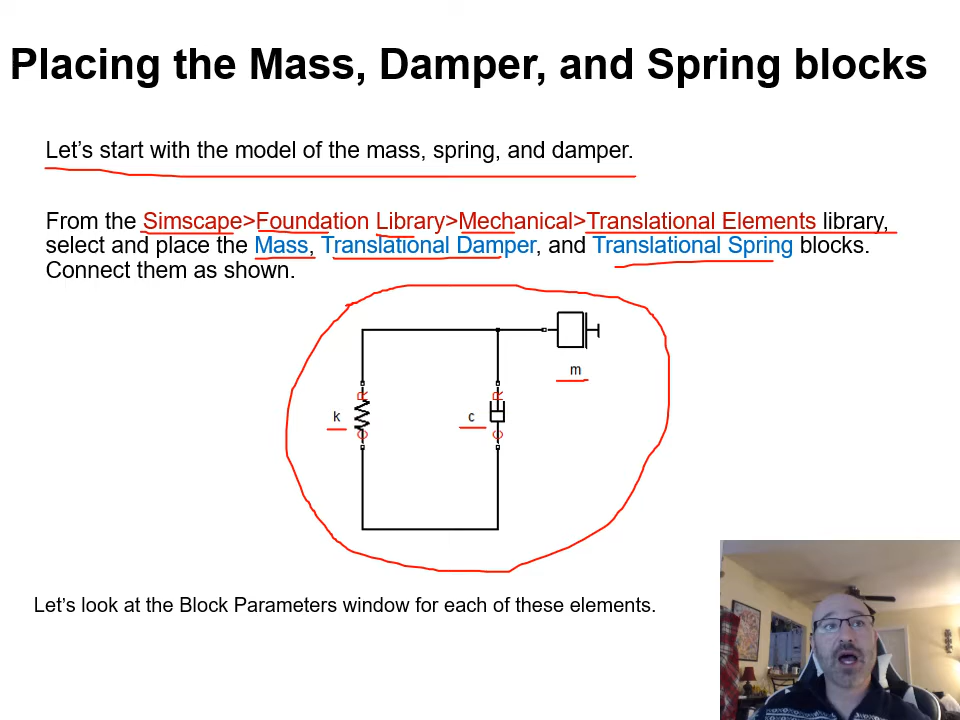 Placing the Mass, Damper, and Spring blocks
Let's start with the model of the mass, spring, and damper.
From the Simscape>Foundation Library>Mechanical>Translational Elements library,
select and place the Mass, Translational Damper, and Translational Spring blocks.
Connect them as shown.
m
R
R
k
c
C
C
Let's look at the Block Parameters window for each of these elements.